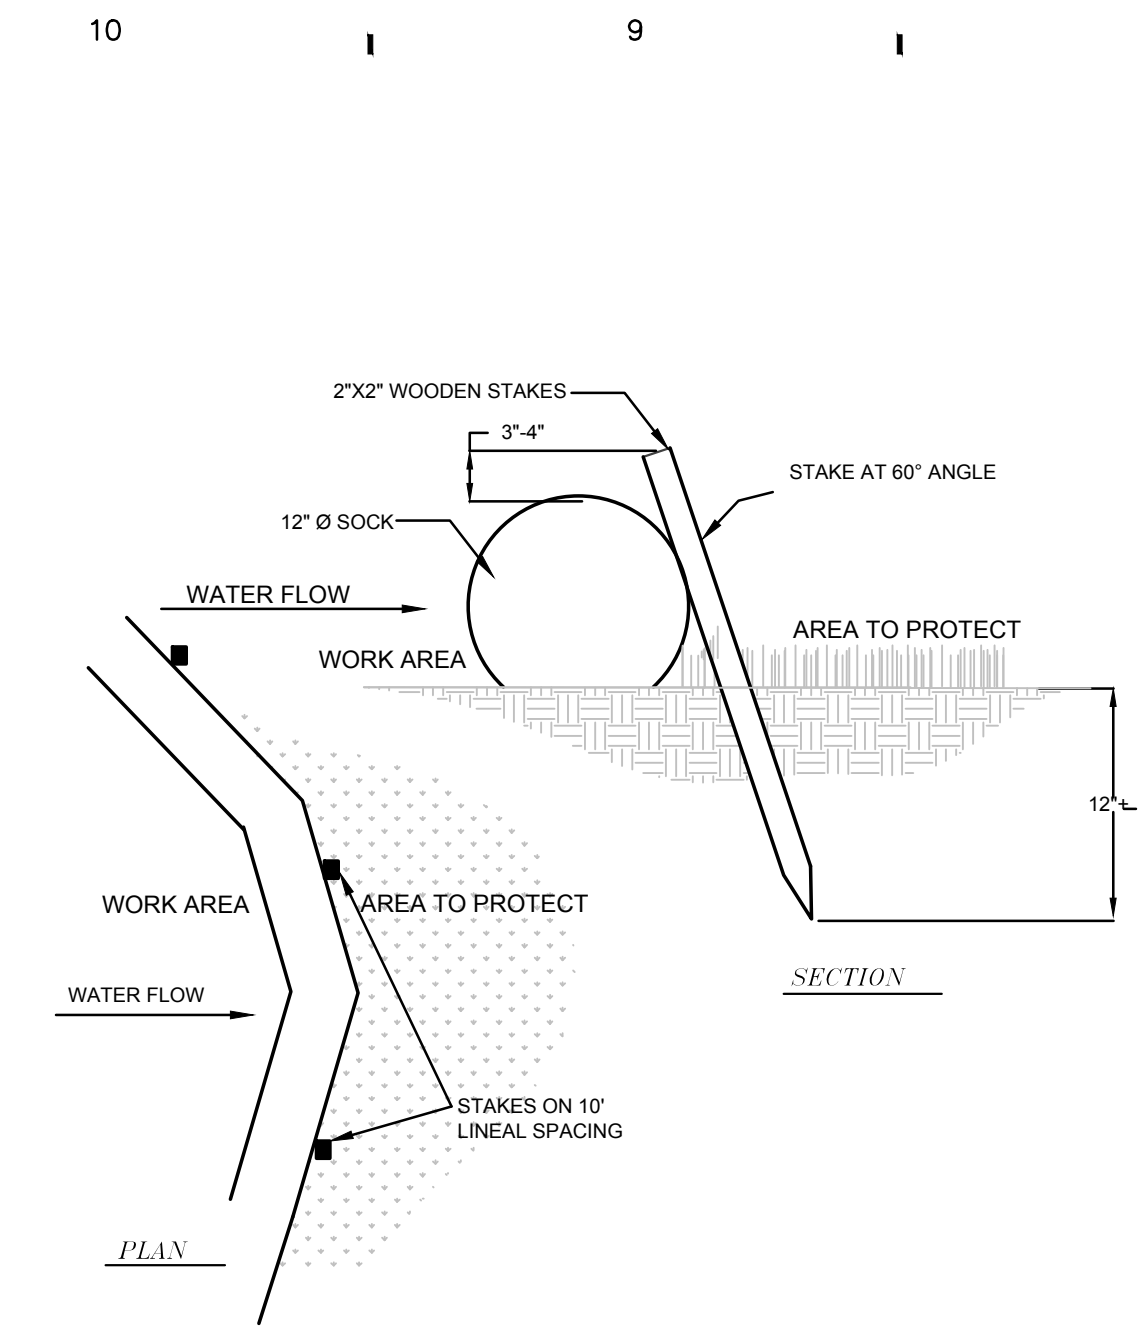 10
9
2"X2" WOODEN STAKES
3"-4"
STAKE AT 60° ANGLE
12" Ø SOCK
WATER FLOW
AREA TO PROTECT
WORK AREA
12"±
WORK AREA
AREA TO PROTECT
SECTION
WATER FLOW
STAKES ON 10'
LINEAL SPACING
PLAN